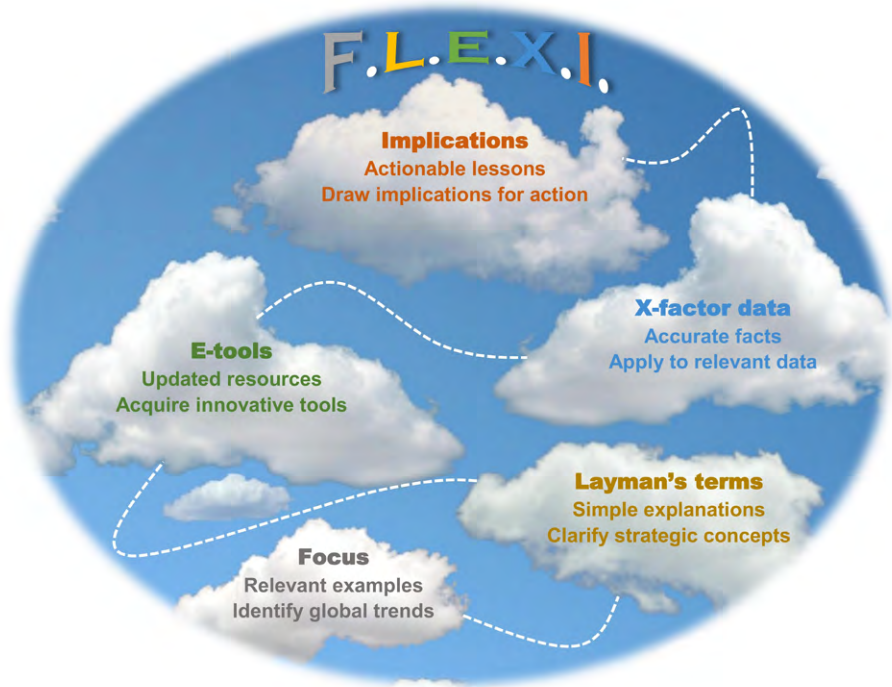 F.L.E.X.I.
Implications
Actionable lessons
Draw implications for action
X-factor data
Accurate facts
Apply to relevant data
E-tools
Updated resources
Acquire innovative tools
Layman's terms
Simple explanations
Clarify strategic concepts
Focus
Relevant examples
Identify global trends